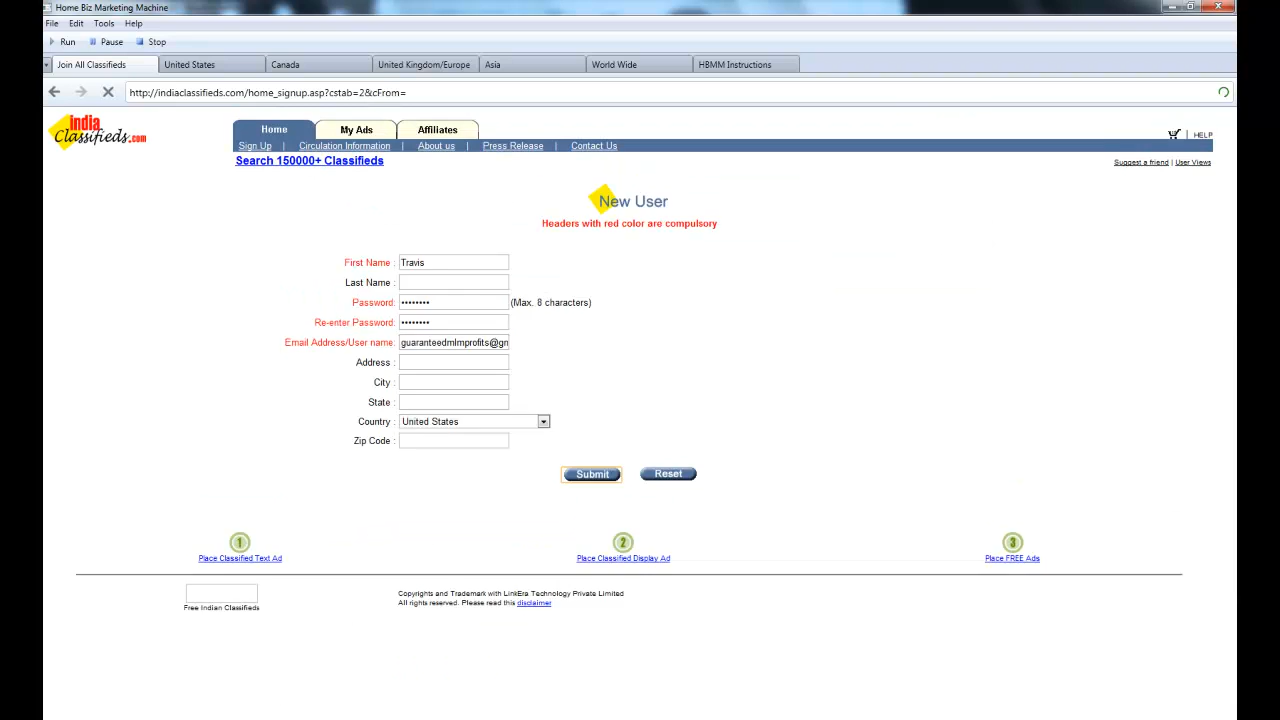 Home Biz Marketing Machine
File Edit Tools Help
Run Pause Stop
Join All Classifieds United States Canada United Kingdom/Europe Asia World Wide HBMM Instructions
http://indiaclassifieds.com/home_signup.asp?cstab=2&cFrom=
india
Classifieds.com
Home My Ads Affiliates
HELP
Sign Up | Circulation Information | About us | Press Release | Contact Us
Search 150000+ Classifieds
Suggest a friend | User Views
New User
Headers with red color are compulsory
First Name : Travis
Last Name :
Password: •••••••• (Max. 8 characters)
Re-enter Password: ••••••••
Email Address/User name: guaranteedmlmprofits@gn
Address :
City :
State :
Country : United States
Zip Code :
Submit Reset
1 2 3
Place Classified Text Ad Place Classified Display Ad Place FREE Ads
Copyrights and Trademark with LinkEra Technology Private Limited
All rights reserved. Please read this disclaimer
Free Indian Classifieds